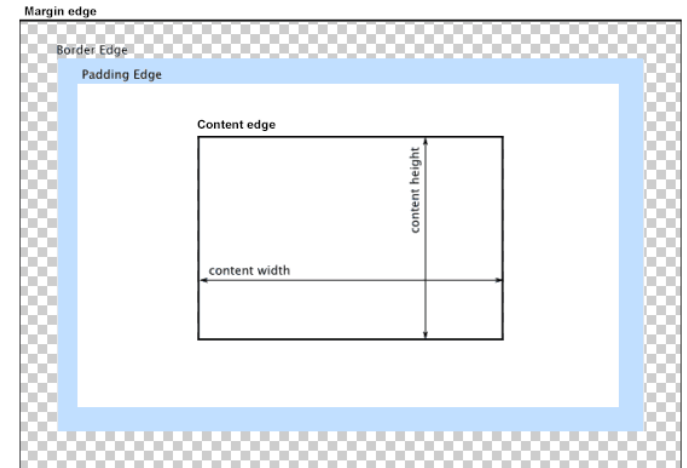 Margin edge
Border Edge
Padding Edge
Content edge
content height
content width